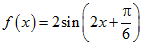 f(x) = 2sin(2x + π/6)